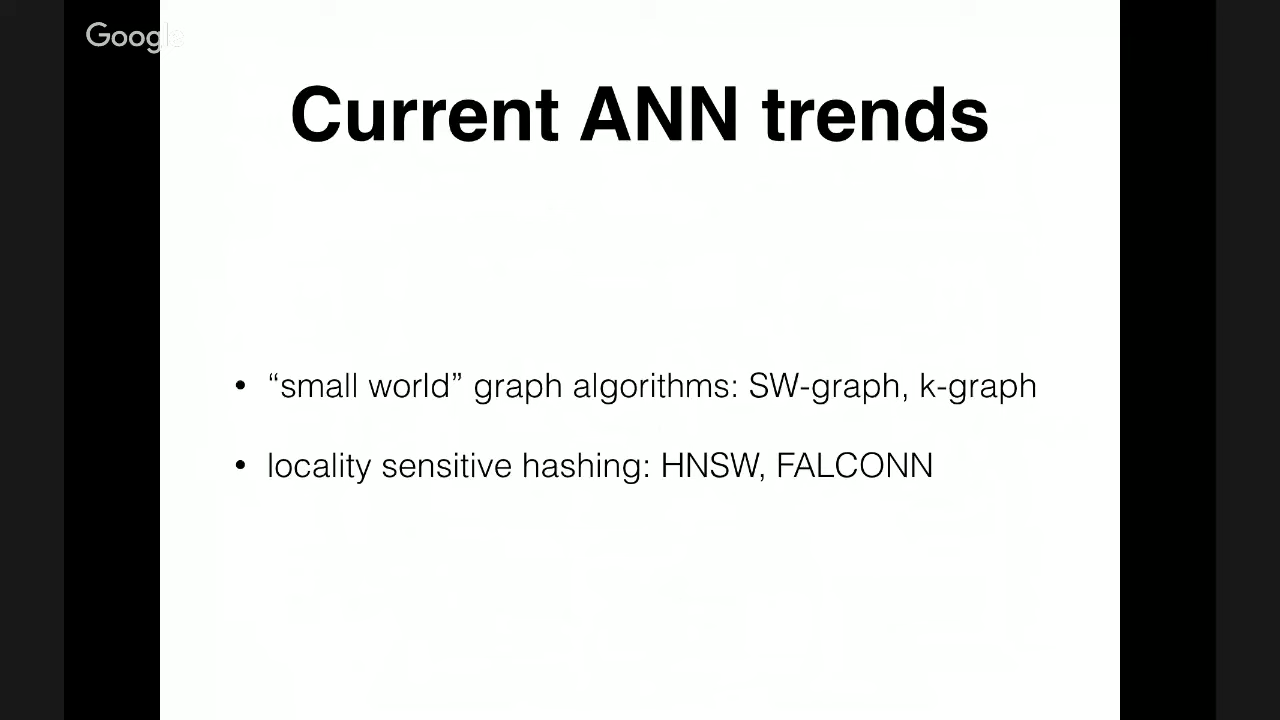 Google
Current ANN trends
• “small world” graph algorithms: SW-graph, k-graph
• locality sensitive hashing: HNSW, FALCONN